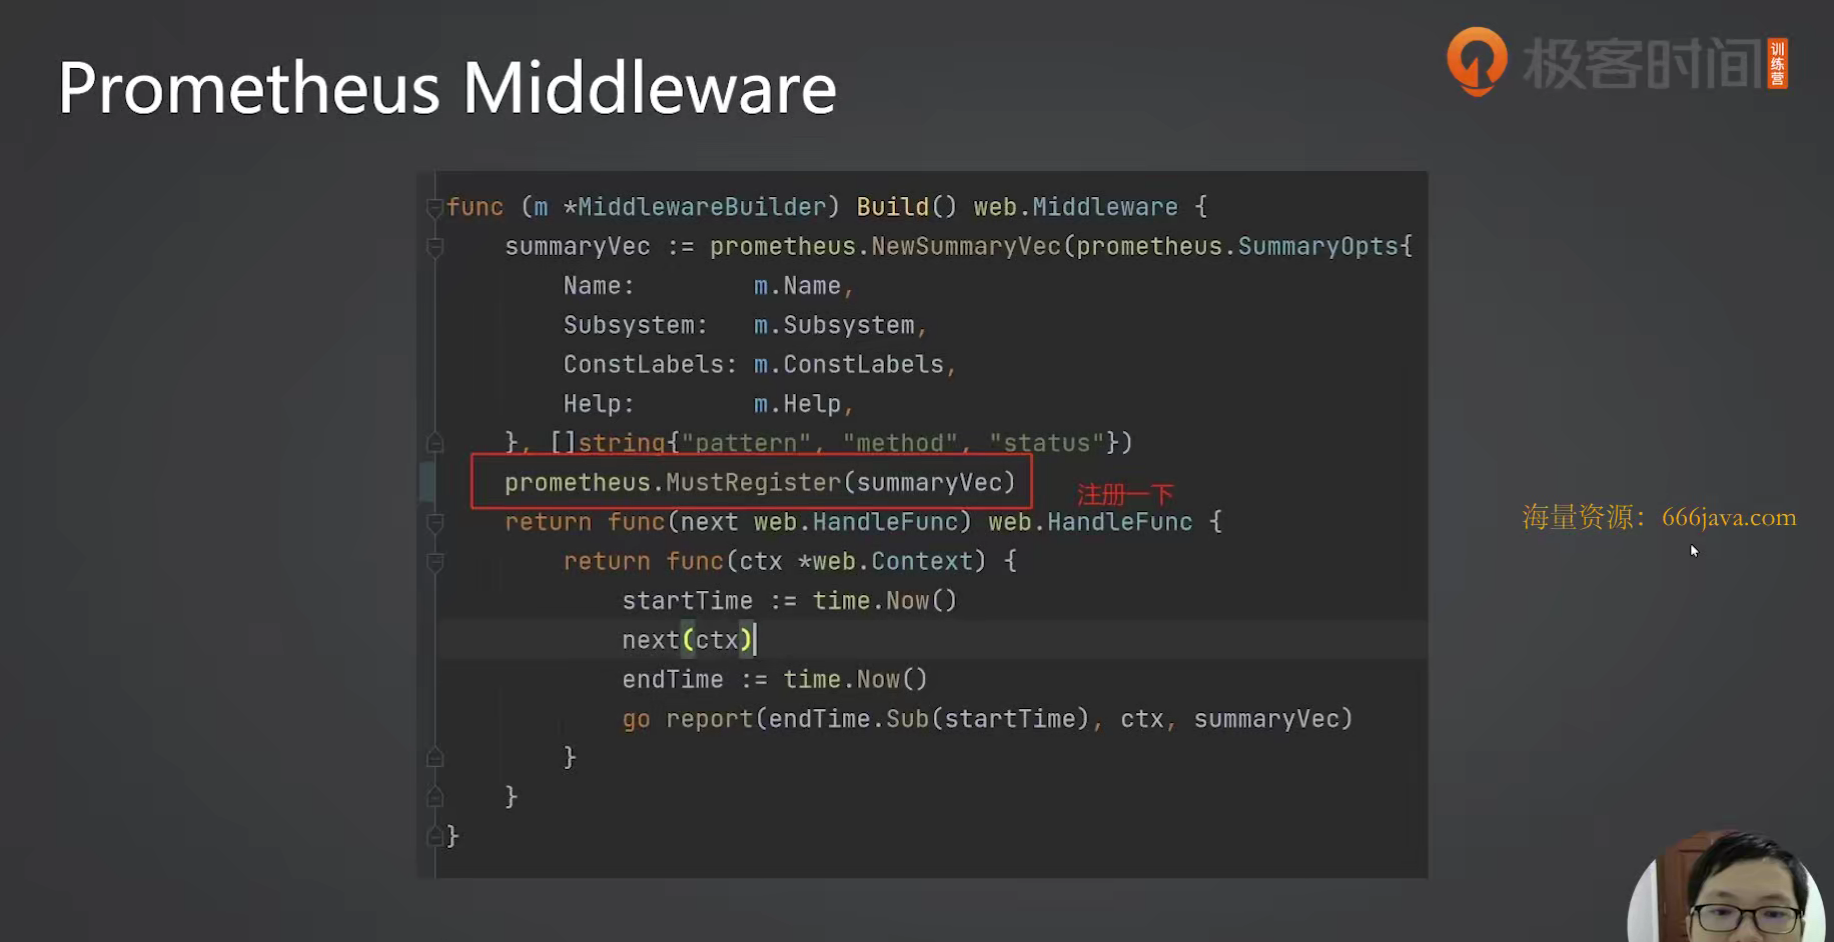 Prometheus Middleware
极客时间
训练营
func (m *MiddlewareBuilder) Build() web.Middleware {
summaryVec := prometheus.NewSummaryVec(prometheus.SummaryOpts{
Name: m.Name,
Subsystem: m.Subsystem,
ConstLabels: m.ConstLabels,
Help: m.Help,
}, []string{"pattern", "method", "status"})
prometheus.MustRegister(summaryVec)
注册一下
return func(next web.HandleFunc) web.HandleFunc {
海量资源：666java.com
return func(ctx *web.Context) {
startTime := time.Now()
next(ctx)
endTime := time.Now()
go report(endTime.Sub(startTime), ctx, summaryVec)
}
}
}